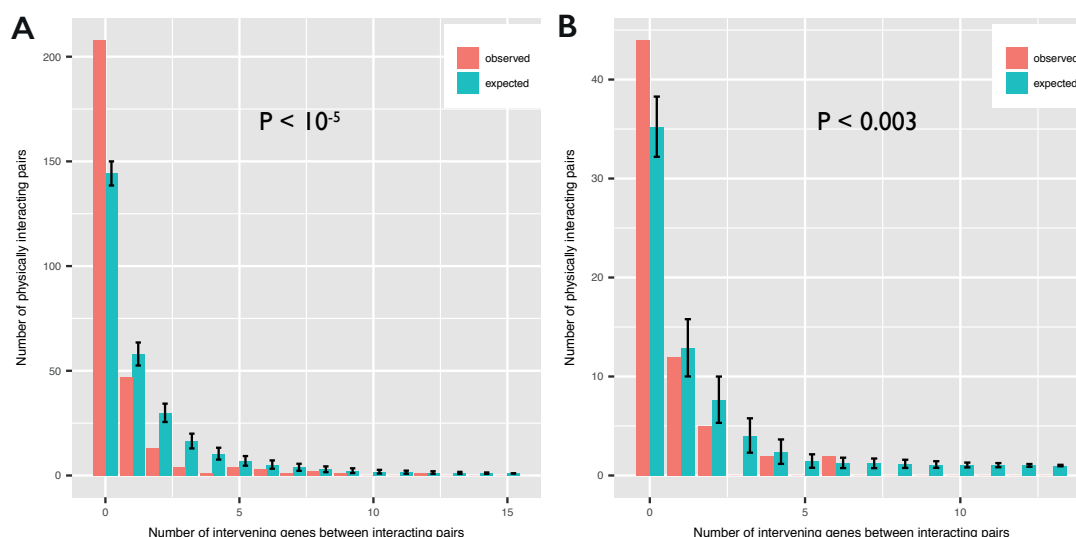 A
Number of physically interacting pairs
200
150
100
50
0
observed
expected
P < 10-5
0
5
10
15
Number of intervening genes between interacting pairs
B
Number of physically interacting pairs
40
30
20
10
0
observed
expected
P < 0.003
0
5
10
Number of intervening genes between interacting pairs